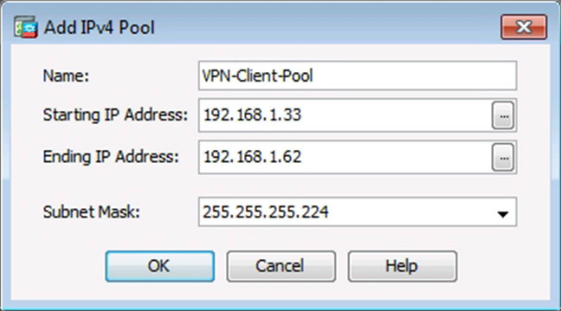 Add IPv4 Pool
Name: VPN-Client-Pool
Starting IP Address: 192.168.1.33 ...
Ending IP Address: 192.168.1.62 ...
Subnet Mask: 255.255.255.224
OK Cancel Help